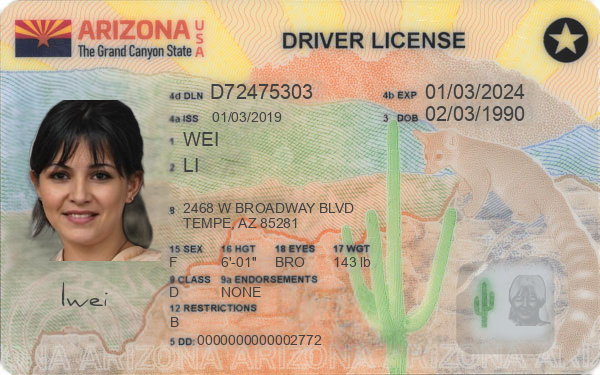 ARIZONA USA
The Grand Canyon State
DRIVER LICENSE
4d DLN D72475303
4b EXP 01/03/2024
4a ISS 01/03/2019
3 DOB 02/03/1990
1 WEI
2 LI
8 2468 W BROADWAY BLVD
TEMPE, AZ 85281
15 SEX 16 HGT 18 EYES 17 WGT
F 6'-01" BRO 143 lb
9 CLASS 9a ENDORSEMENTS
D NONE
12 RESTRICTIONS
B
5 DD: 0000000000002772
lwei
ARIZONA ARIZONA ARIZONA ARIZONA